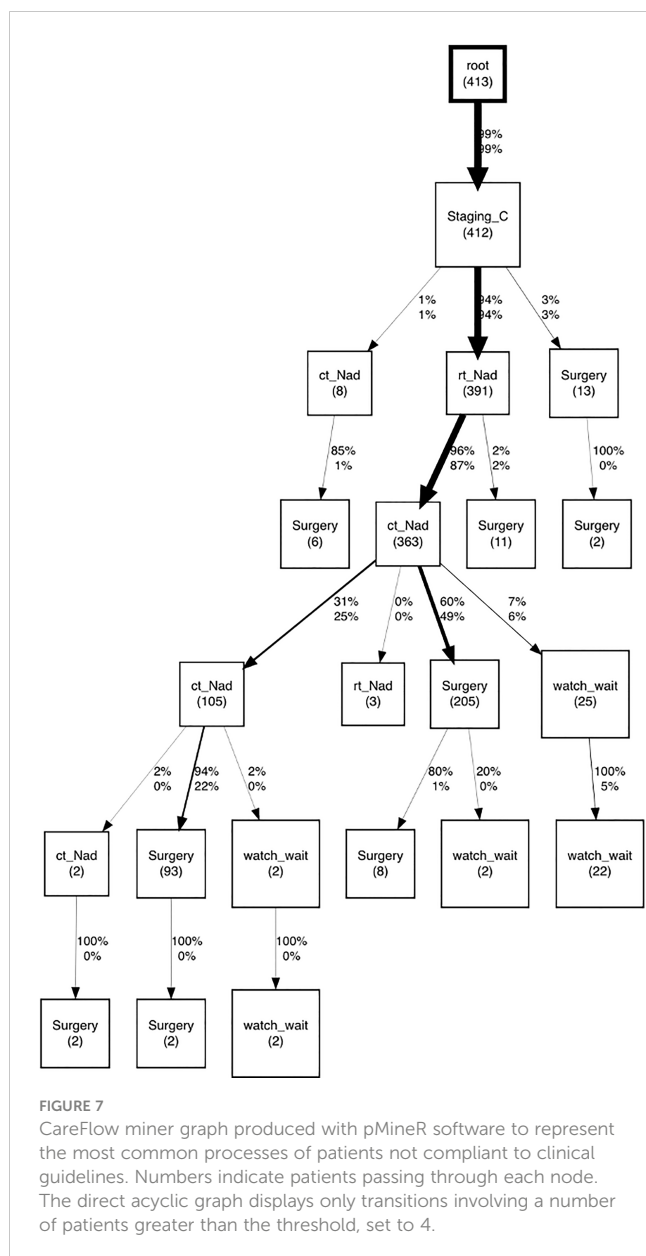 root
(413)
99%
99%
Staging_C
(412)
1%
1%
94%
94%
3%
3%
ct_Nad
(8)
rt_Nad
(391)
Surgery
(13)
85%
1%
96%
87%
2%
2%
100%
0%
Surgery
(6)
ct_Nad
(363)
Surgery
(11)
Surgery
(2)
31%
25%
0%
0%
60%
49%
7%
6%
ct_Nad
(105)
rt_Nad
(3)
Surgery
(205)
watch_wait
(25)
2%
0%
94%
22%
2%
0%
80%
1%
20%
0%
100%
5%
ct_Nad
(2)
Surgery
(93)
watch_wait
(2)
Surgery
(8)
watch_wait
(2)
watch_wait
(22)
100%
0%
100%
0%
100%
0%
Surgery
(2)
Surgery
(2)
watch_wait
(2)
FIGURE 7
CareFlow miner graph produced with pMineR software to represent
the most common processes of patients not compliant to clinical
guidelines. Numbers indicate patients passing through each node.
The direct acyclic graph displays only transitions involving a number
of patients greater than the threshold, set to 4.